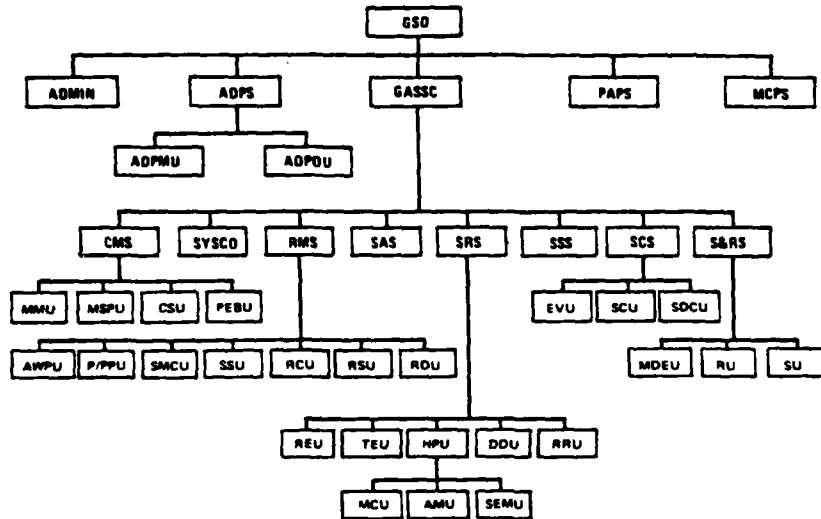 GSD
ADMIN ADPS GASSC PAPS MCPS
ADPMU ADPDU
CMS SYSCO RMS SAS SRS SSS SCS S&RS
MMU MSPU CSU PEBU EVU SCU SDCU
AWPU P/PPU SMCU SSU RCU RSU RDU MDEU RU SU
REU TEU HPU DDU RRU
MCU AMU SEMU